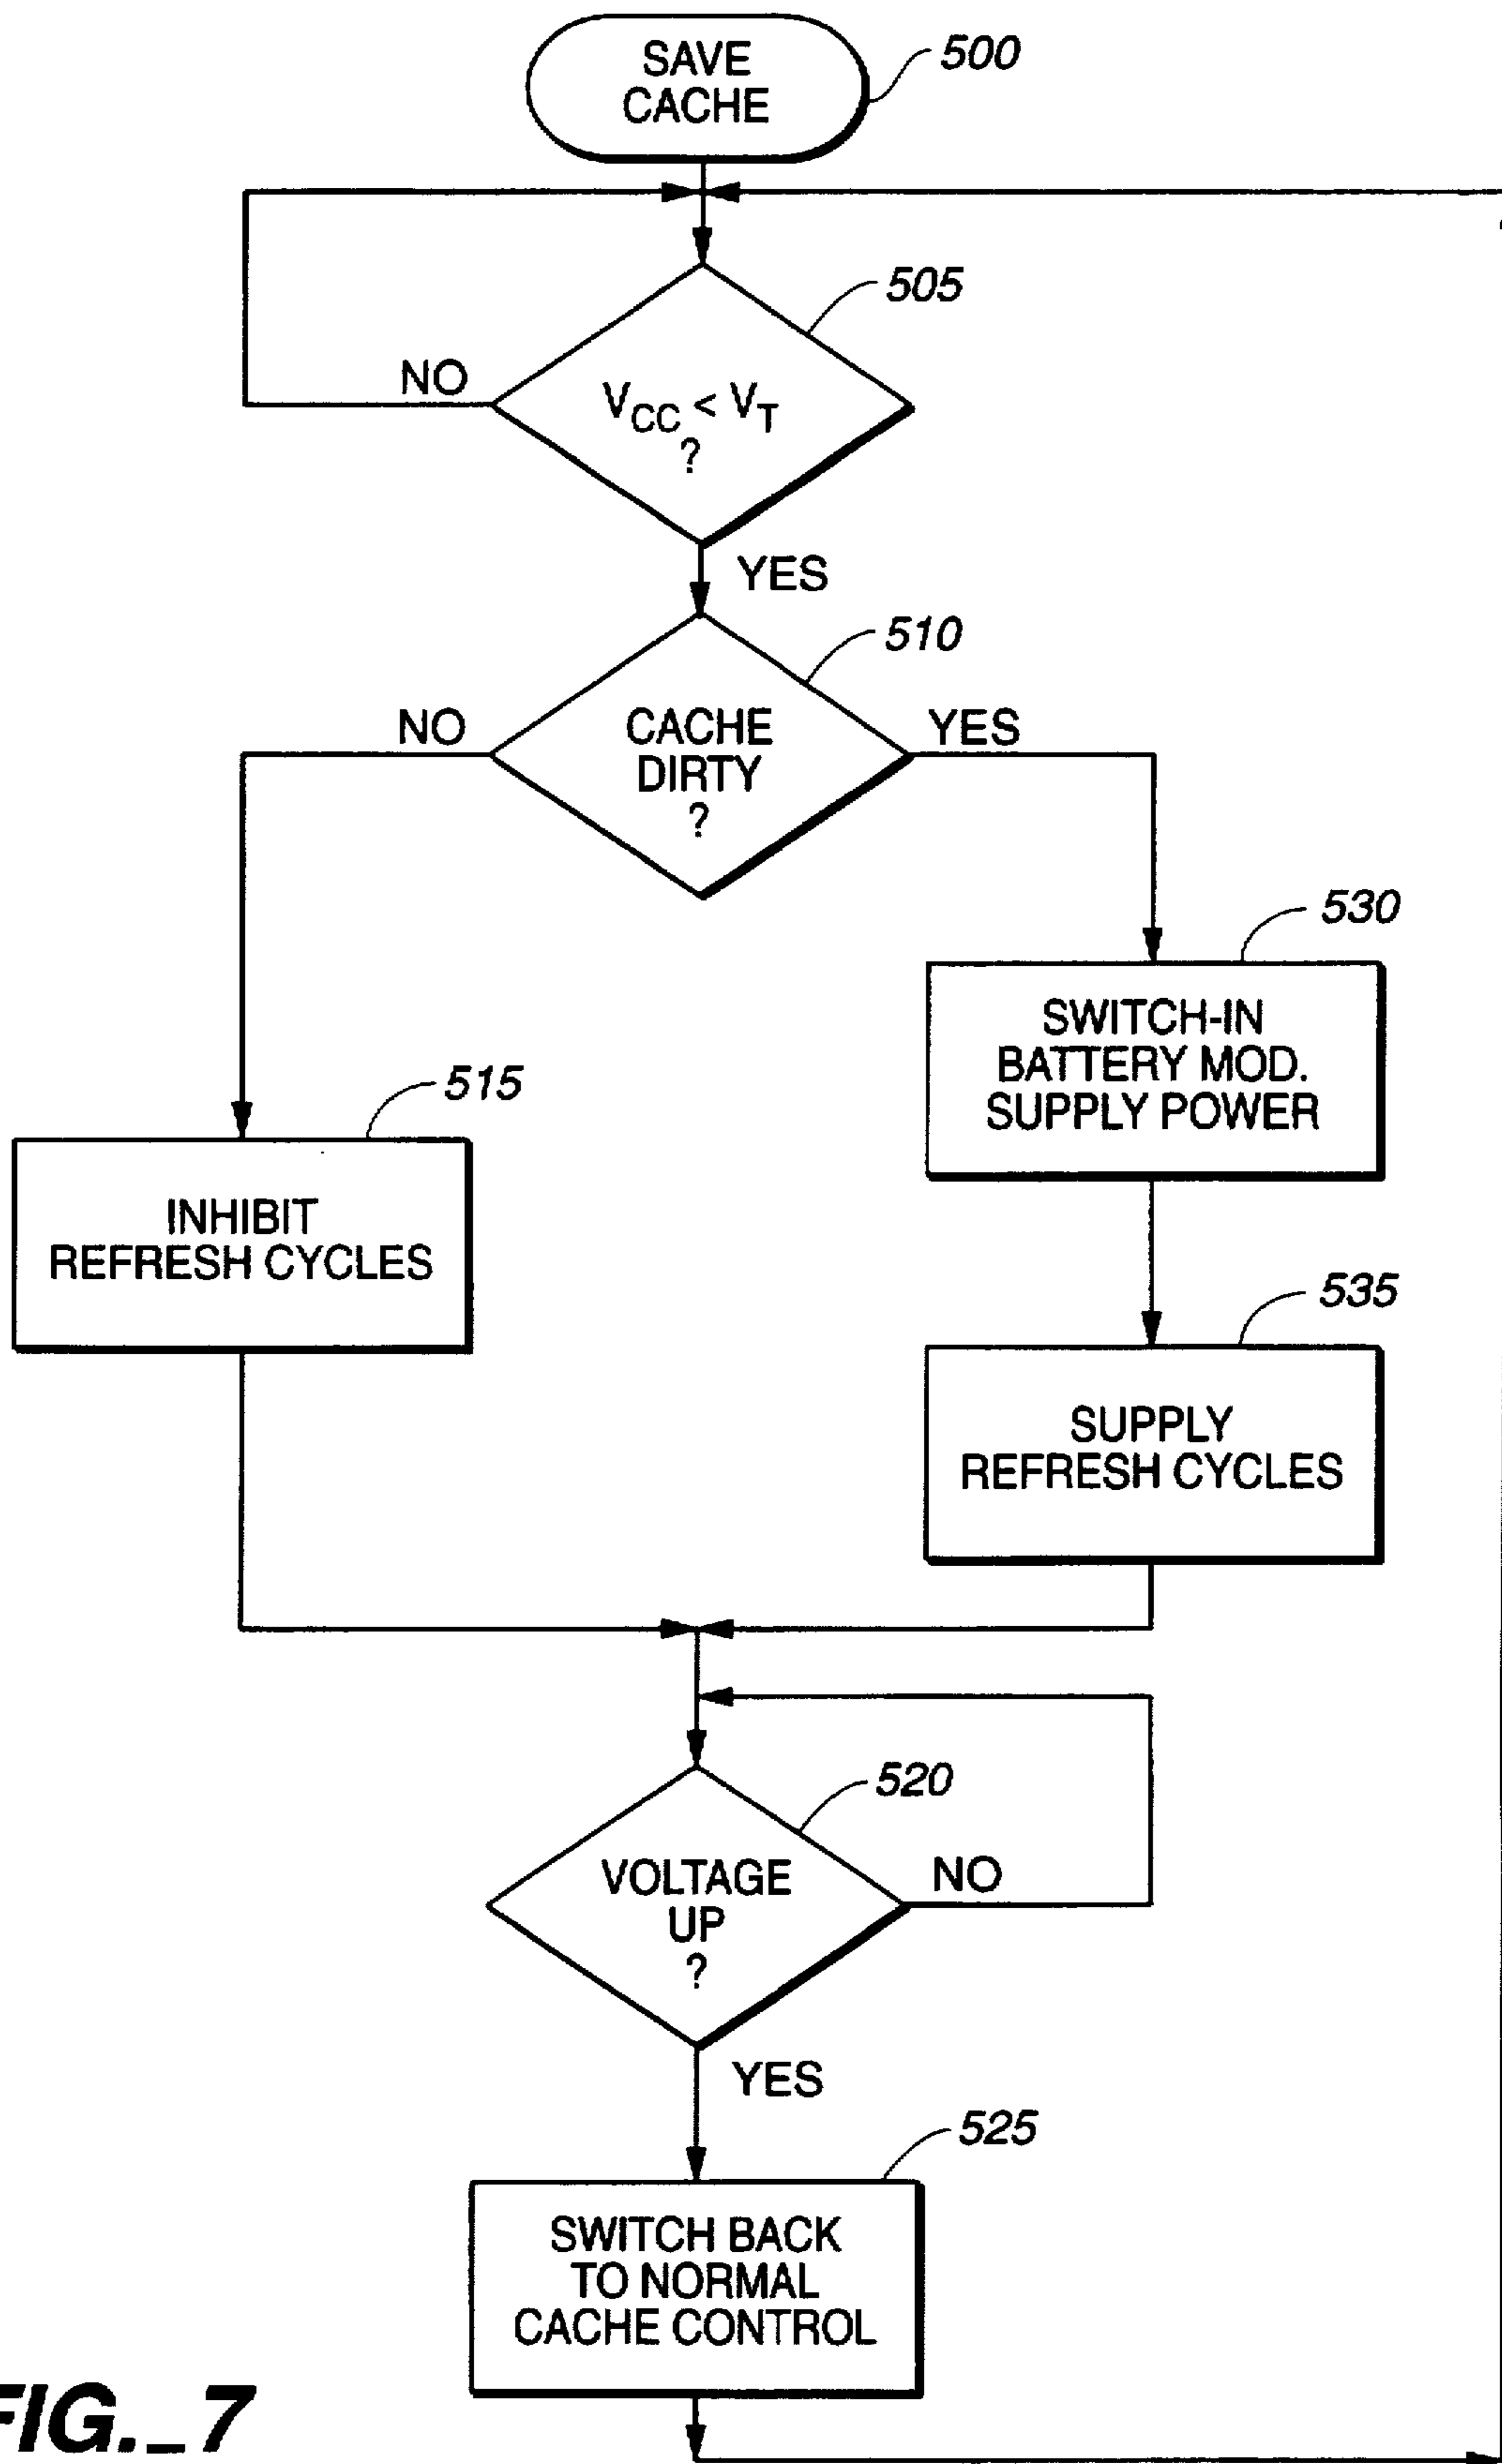 SAVE
CACHE
500
505
NO
V_CC < V_T
?
YES
510
NO
CACHE
DIRTY
?
YES
530
SWITCH-IN
BATTERY MOD.
SUPPLY POWER
515
INHIBIT
REFRESH CYCLES
535
SUPPLY
REFRESH CYCLES
520
VOLTAGE
UP
?
NO
YES
525
SWITCH BACK
TO NORMAL
CACHE CONTROL
FIG._7